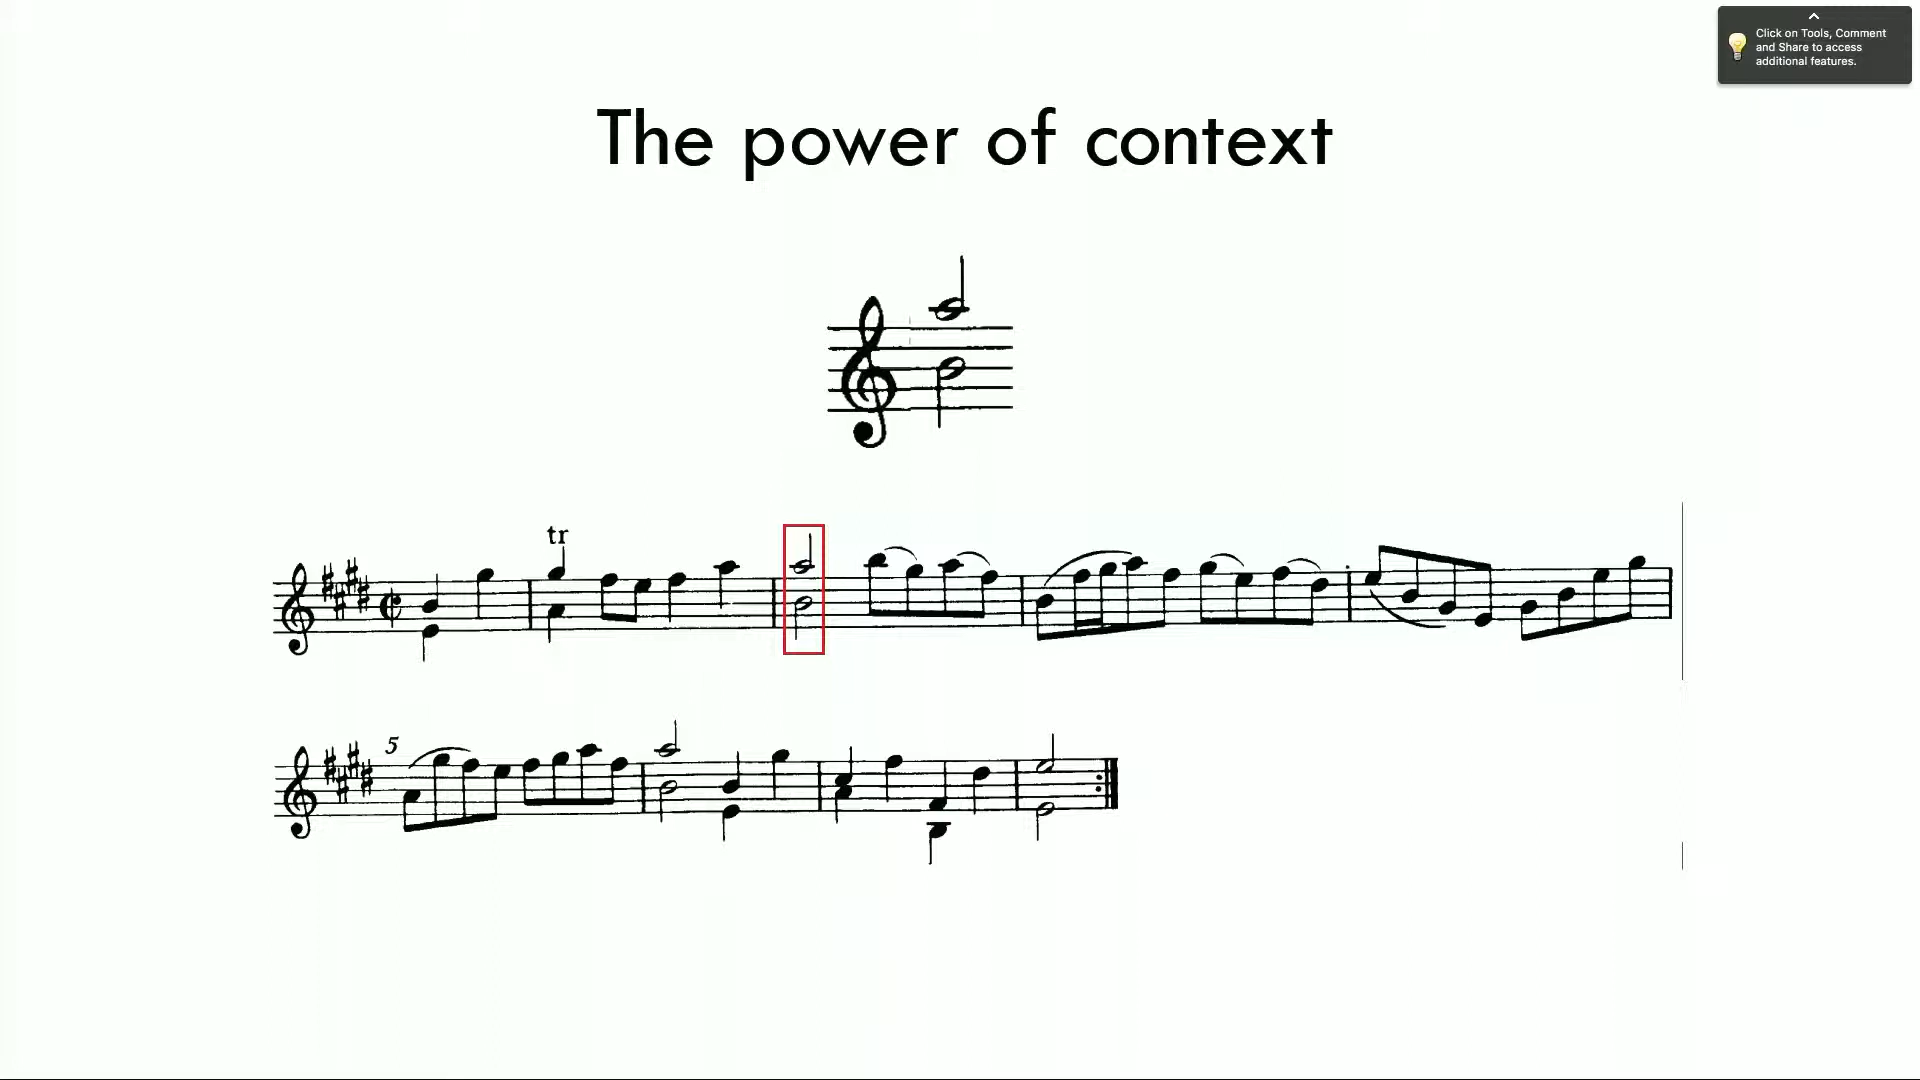 Click on Tools, Comment
and Share to access
additional features.
The power of context
tr
5